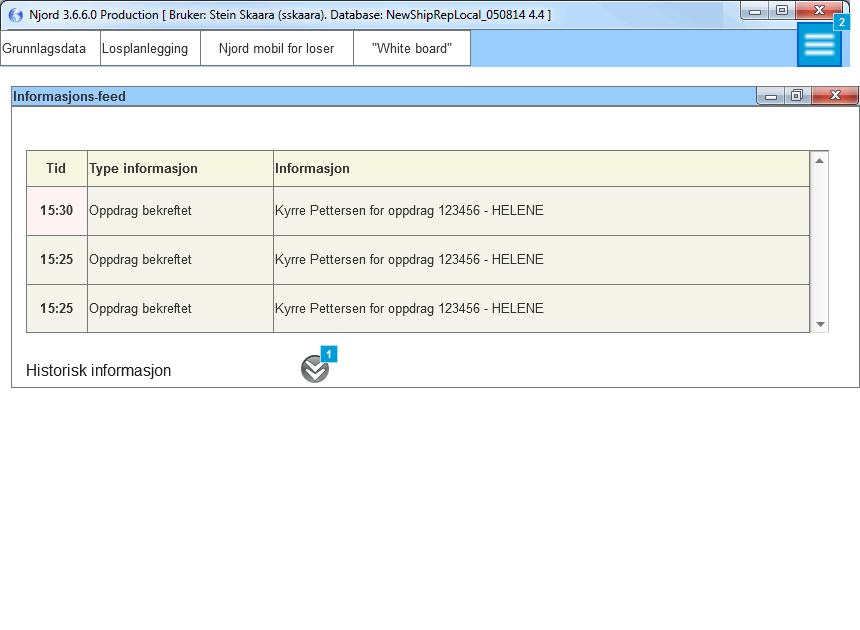 Njord 3.6.6.0 Production [ Bruker: Stein Skaara (sskaara). Database: NewShipRepLocal_050814 4.4 ]
2
Grunnlagsdata Losplanlegging Njord mobil for loser "White board"
Informasjons-feed
Tid Type informasjon Informasjon
15:30 Oppdrag bekreftet Kyrre Pettersen for oppdrag 123456 - HELENE
15:25 Oppdrag bekreftet Kyrre Pettersen for oppdrag 123456 - HELENE
15:25 Oppdrag bekreftet Kyrre Pettersen for oppdrag 123456 - HELENE
1
Historisk informasjon